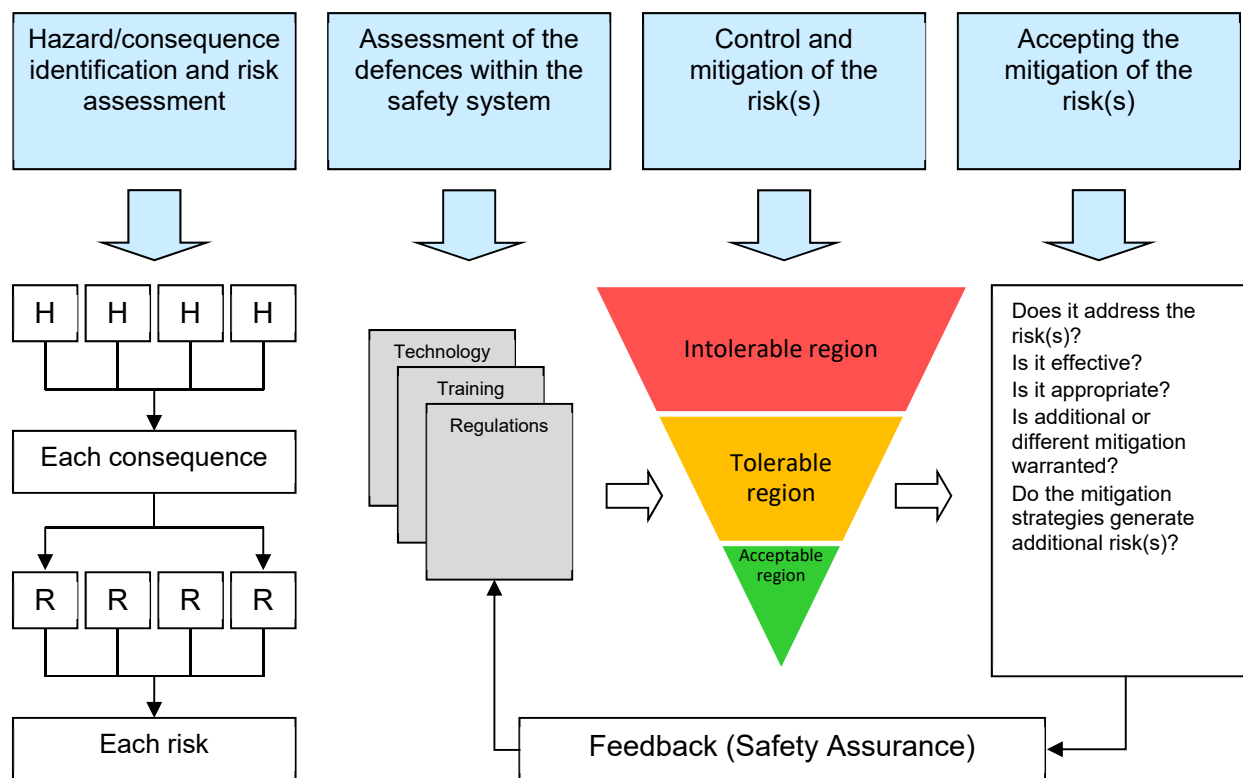 Hazard/consequence
identification and risk
assessment
Assessment of the
defences within the
safety system
Control and
mitigation of the
risk(s)
Accepting the
mitigation of the
risk(s)
H
H
H
H
Each consequence
R
R
R
R
Each risk
Technology
Training
Regulations
Intolerable region
Tolerable
region
Acceptable
region
Does it address the
risk(s)?
Is it effective?
Is it appropriate?
Is additional or
different mitigation
warranted?
Do the mitigation
strategies generate
additional risk(s)?
Feedback (Safety Assurance)